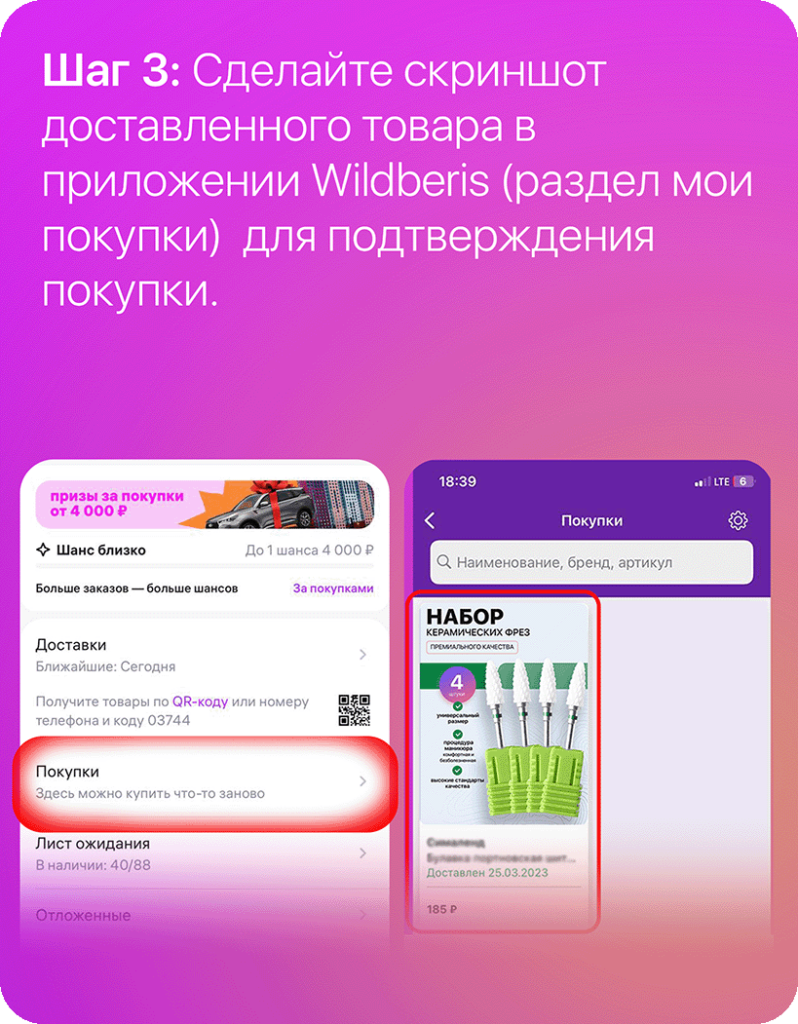 Шаг 3: Сделайте скриншот
доставленного товара в
приложении Wildberis (раздел мои
покупки) для подтверждения
покупки.
призы за покупки
от 4 000 ₽
Шанс близко
До 1 шанса 4 000 ₽
Больше заказов — больше шансов
За покупками
Доставки
Ближайшие: Сегодня
Получите товары по QR-коду или номеру
телефона и коду 03744
Покупки
Здесь можно купить что-то заново
Лист ожидания
В наличии: 40/88
Отложенные
18:39
LTE 6
Покупки
Наименование, бренд, артикул
НАБОР
КЕРАМИЧЕСКИХ ФРЕЗ
ПРЕМИАЛЬНОГО КАЧЕСТВА
4
штуки
универсальный
размер
процедура
маникюра
комфортная и
безболезненная
высокие стандарты
качества
Сималенд
Булавка портновская шит...
Доставлен 25.03.2023
185 ₽